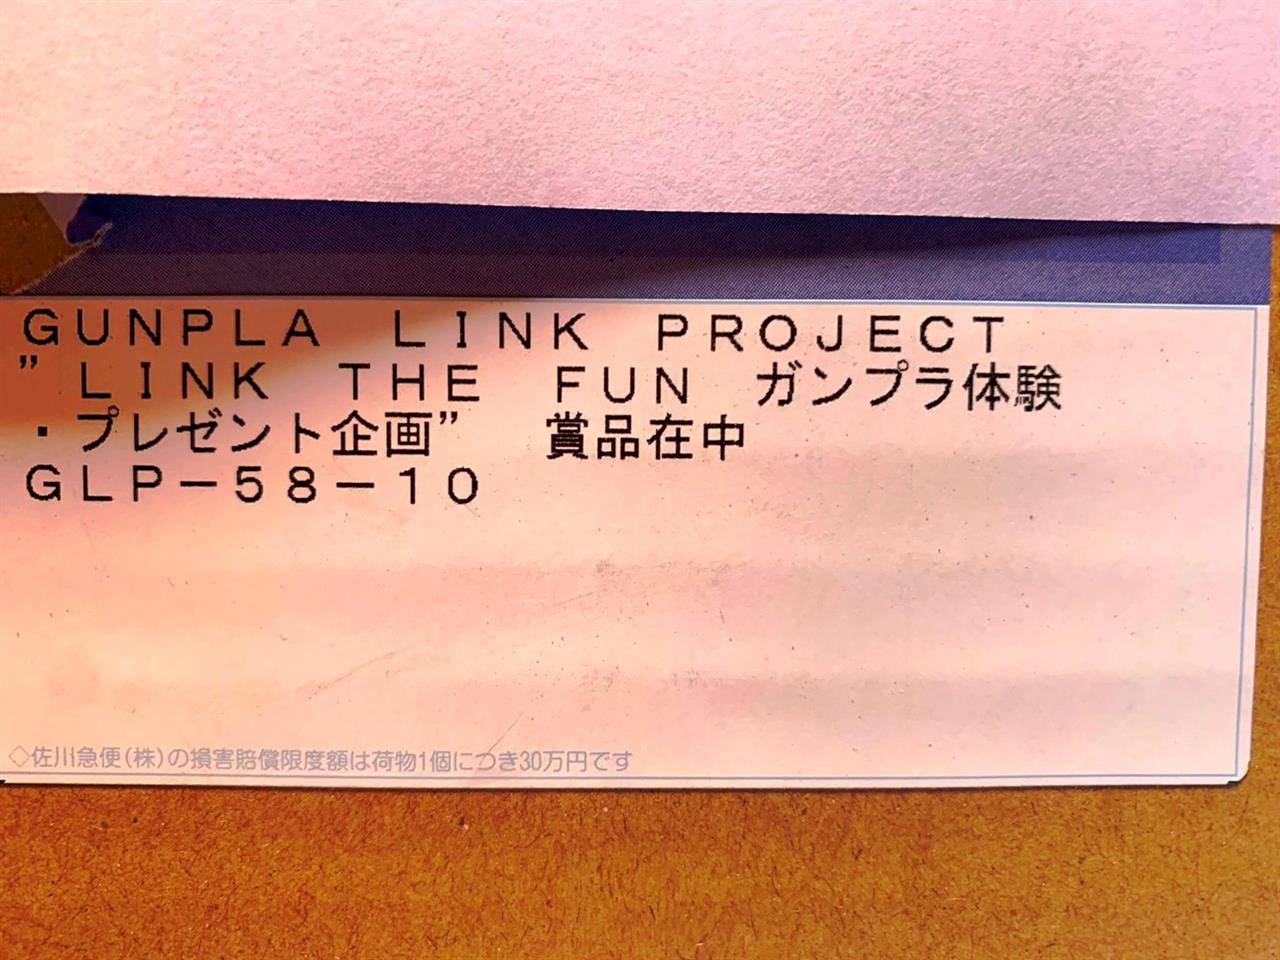 GUNPLA LINK PROJECT
”LINK THE FUN ガンプラ体験
・プレゼント企画” 賞品在中
GLP－58－10
◇佐川急便(株)の損害賠償限度額は荷物1個につき30万円です